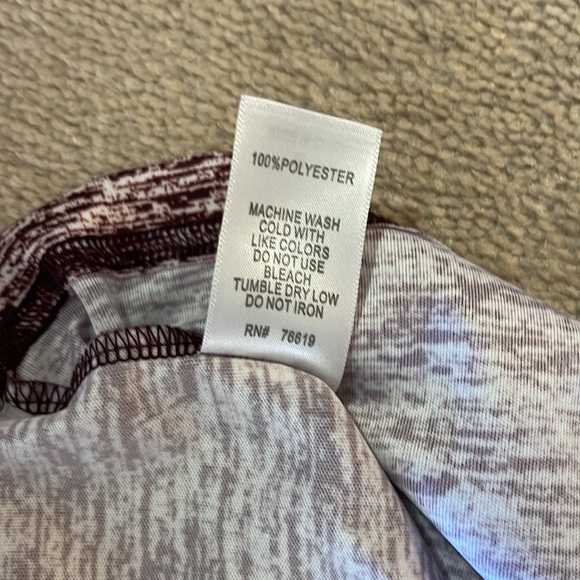 100%POLYESTER
MACHINE WASH
COLD WITH
LIKE COLORS
DO NOT USE
BLEACH
TUMBLE DRY LOW
DO NOT IRON
RN# 76619